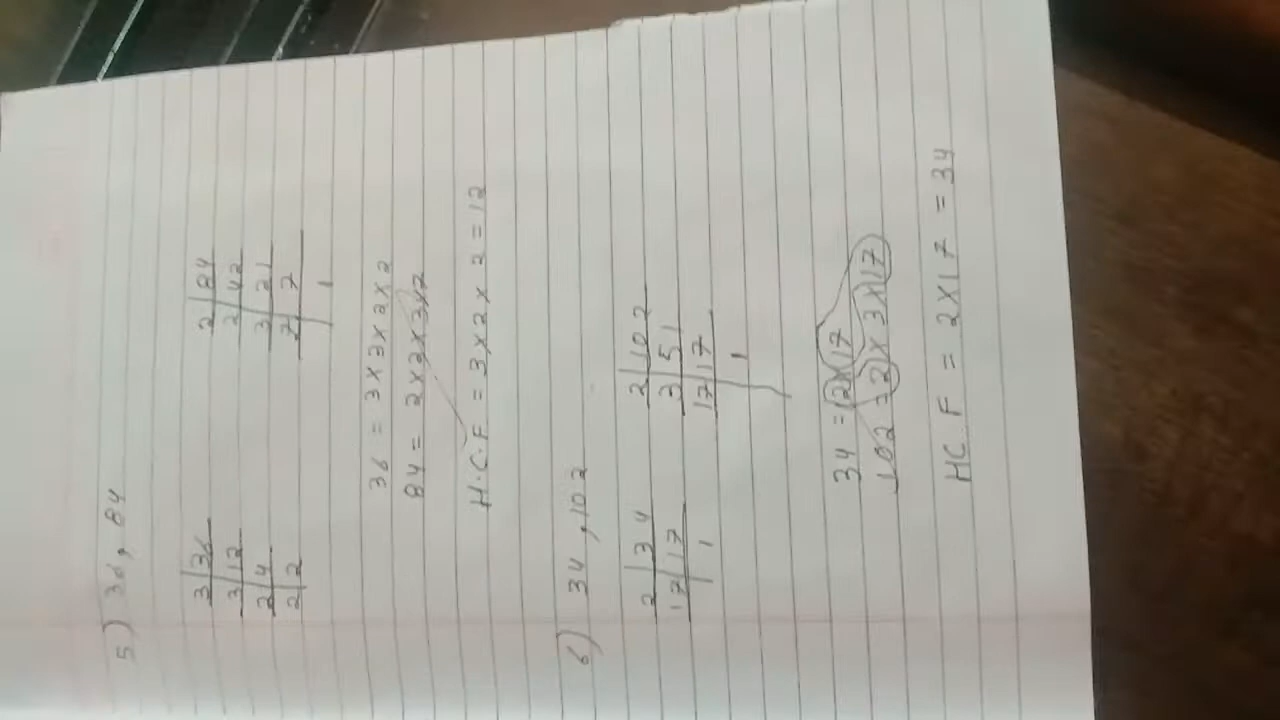 5) 36, 84
3 | 36
3 | 12
2 | 4
2 | 2
2 | 84
2 | 42
3 | 21
7 | 7
1
36 = 3 x 3 x 2 x 2
84 = 2 x 2 x 3 x 7
H.C.F = 3 x 2 x 2 = 12
6) 34, 102
2 | 34
17 | 17
1
2 | 102
3 | 51
17 | 17
1
34 = 2 x 17
102 = 2 x 3 x 17
HC.F = 2 x 17 = 34